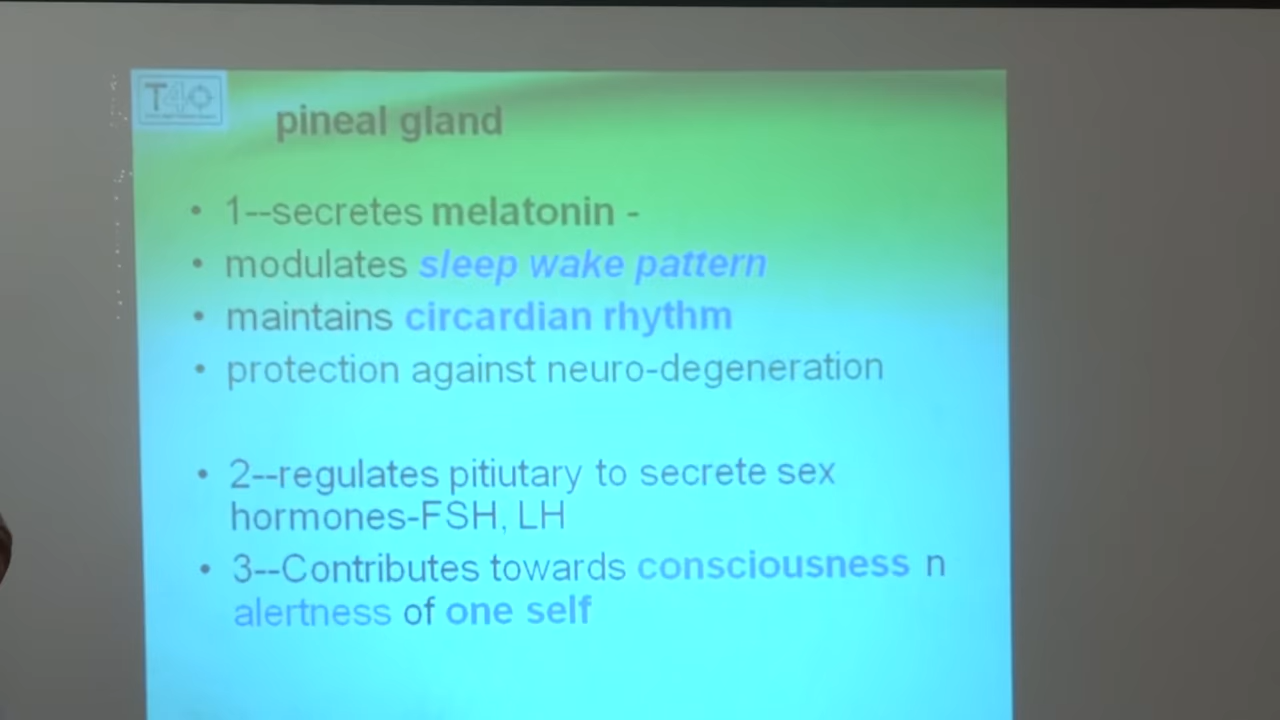 pineal gland
• 1--secretes melatonin -
• modulates sleep wake pattern
• maintains circardian rhythm
• protection against neuro-degeneration
• 2--regulates pitiutary to secrete sex
hormones-FSH, LH
• 3--Contributes towards consciousness n
alertness of one self